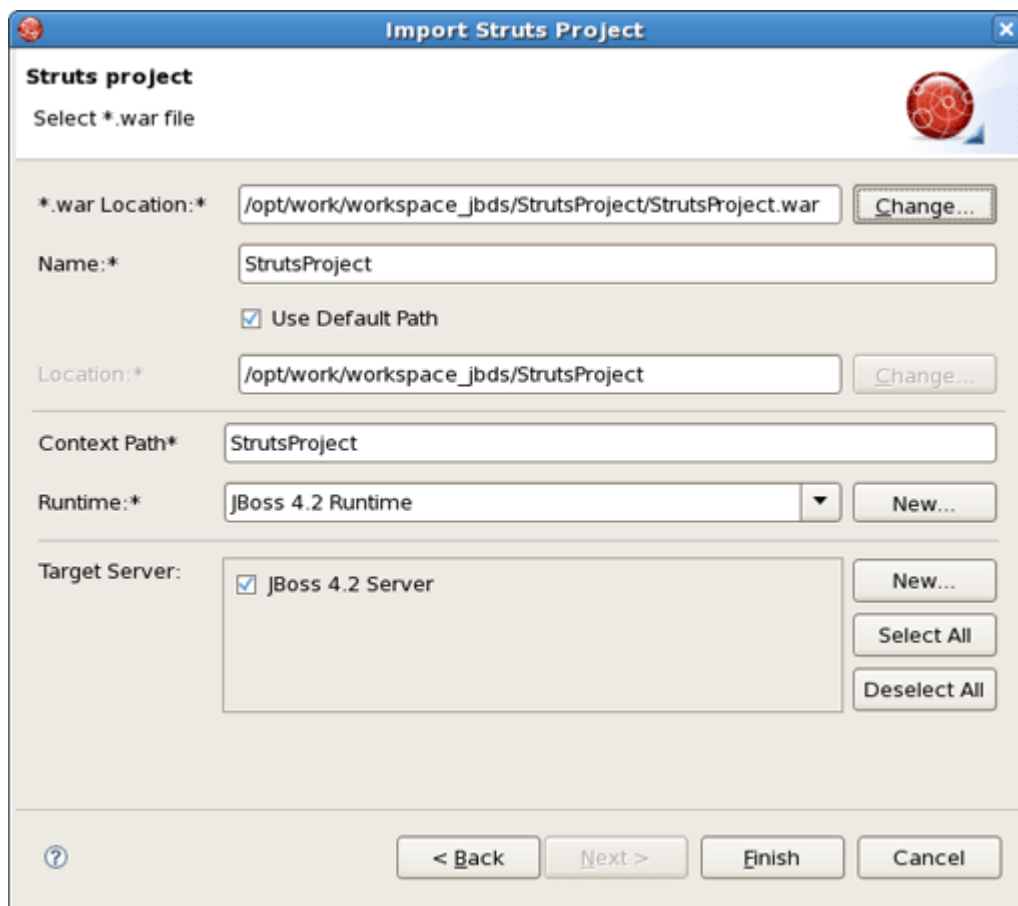 Import Struts Project
Struts project
Select *.war file
*.war Location:* /opt/work/workspace_jbds/StrutsProject/StrutsProject.war Change...
Name:* StrutsProject
Use Default Path
Location:* /opt/work/workspace_jbds/StrutsProject Change...
Context Path* StrutsProject
Runtime:* JBoss 4.2 Runtime New...
Target Server: JBoss 4.2 Server New...
Select All
Deselect All
? < Back Next > Finish Cancel